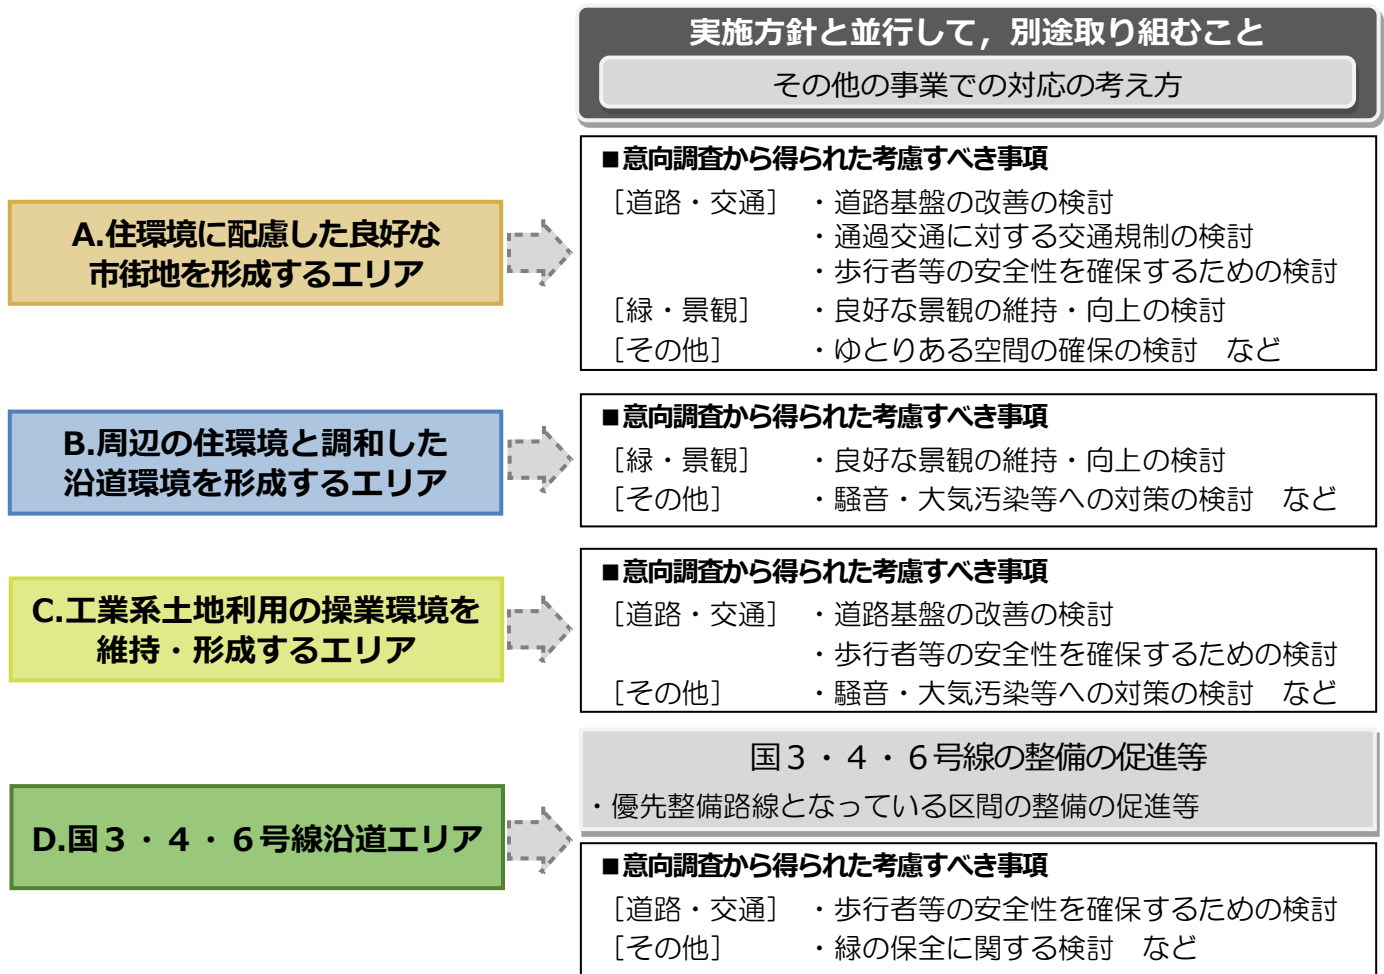 実施方針と並行して，別途取り組むこと
その他の事業での対応の考え方
A.住環境に配慮した良好な
市街地を形成するエリア
■意向調査から得られた考慮すべき事項
［道路・交通］ ・道路基盤の改善の検討
・通過交通に対する交通規制の検討
・歩行者等の安全性を確保するための検討
［緑・景観］ ・良好な景観の維持・向上の検討
［その他］ ・ゆとりある空間の確保の検討　など
B.周辺の住環境と調和した
沿道環境を形成するエリア
■意向調査から得られた考慮すべき事項
［緑・景観］ ・良好な景観の維持・向上の検討
［その他］ ・騒音・大気汚染等への対策の検討　など
C.工業系土地利用の操業環境を
維持・形成するエリア
■意向調査から得られた考慮すべき事項
［道路・交通］ ・道路基盤の改善の検討
・歩行者等の安全性を確保するための検討
［その他］ ・騒音・大気汚染等への対策の検討　など
D.国３・４・６号線沿道エリア
国３・４・６号線の整備の促進等
・優先整備路線となっている区間の整備の促進等
■意向調査から得られた考慮すべき事項
［道路・交通］ ・歩行者等の安全性を確保するための検討
［その他］ ・緑の保全に関する検討　など